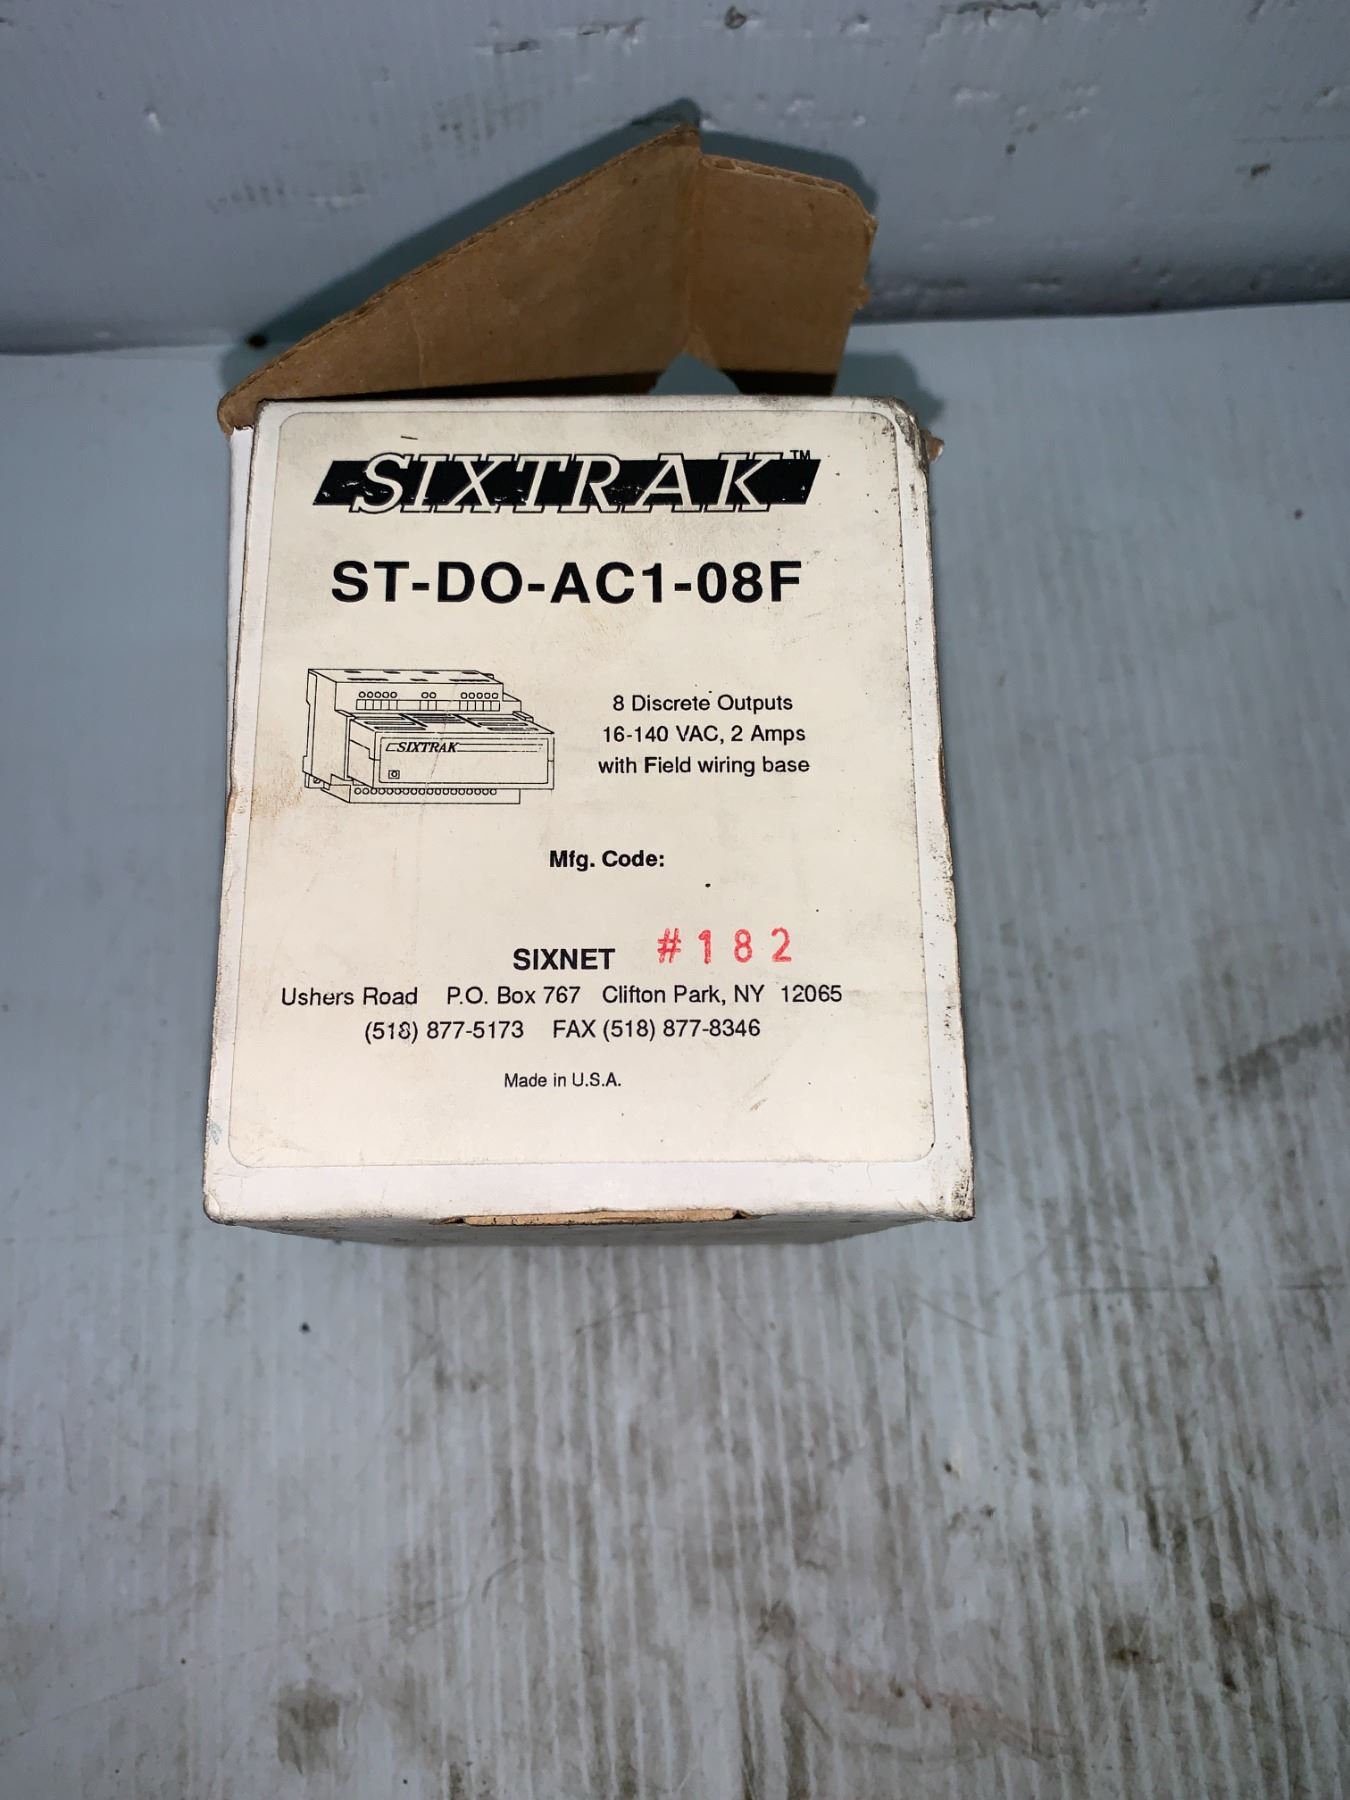 SIXTRAK™
ST-DO-AC1-08F
SIXTRAK
8 Discrete Outputs
16-140 VAC, 2 Amps
with Field wiring base
Mfg. Code:
SIXNET #182
Ushers Road P.O. Box 767 Clifton Park, NY 12065
(518) 877-5173 FAX (518) 877-8346
Made in U.S.A.